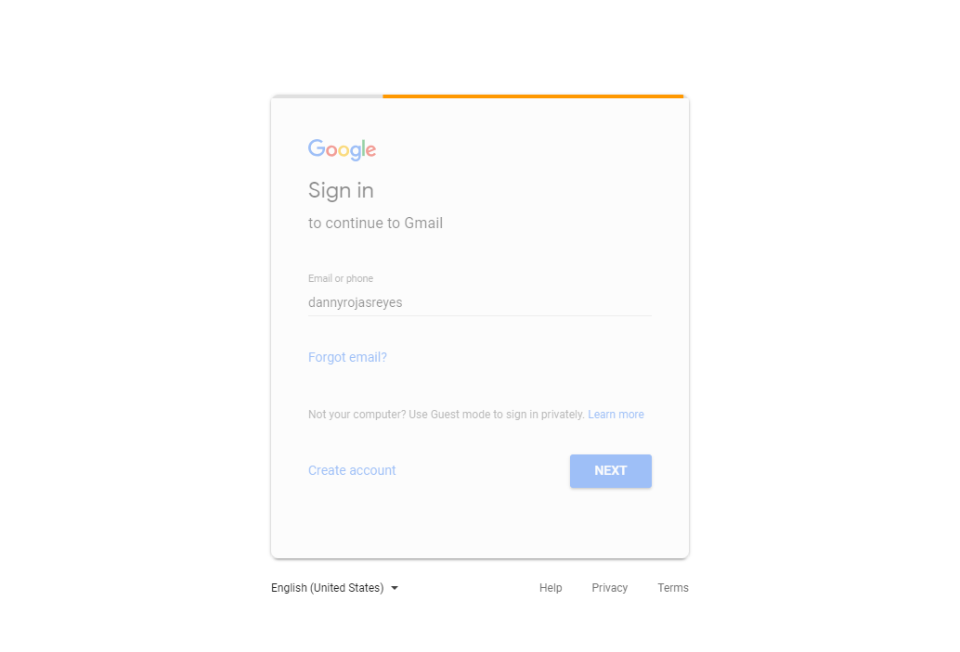 Google
Sign in
to continue to Gmail
Email or phone
dannyrojasreyes
Forgot email?
Not your computer? Use Guest mode to sign in privately. Learn more
Create account
NEXT
English (United States)
Help
Privacy
Terms